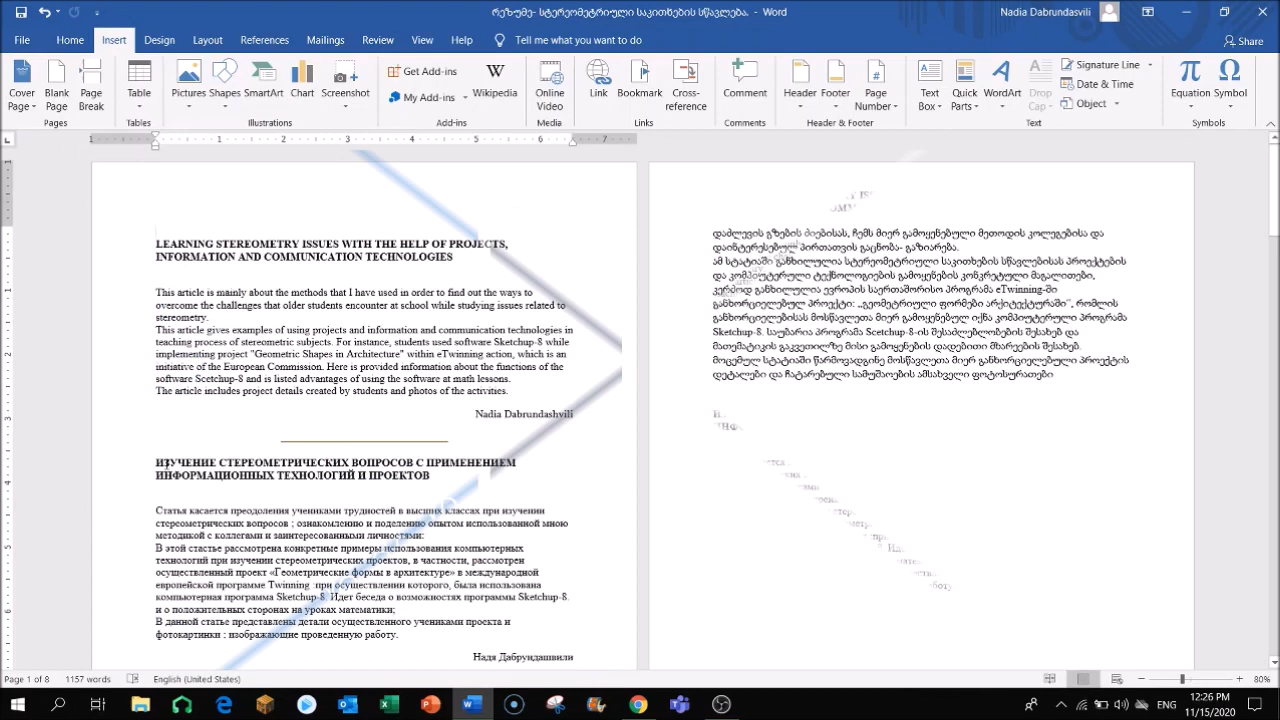 რეზუმე- სტერეომეტრიული საკითხების სწავლება. - Word
Nadia Dabrundasvili
File Home Insert Design Layout References Mailings Review View Help Tell me what you want to do Share
Cover Page Blank Page Page Break Table Pictures Shapes SmartArt Chart Screenshot Get Add-ins My Add-ins Wikipedia Online Video Link Bookmark Cross-reference Comment Header Footer Page Number Text Box Quick Parts WordArt Drop Cap Signature Line Date & Time Object Equation Symbol
Pages Tables Illustrations Add-ins Media Links Comments Header & Footer Text Symbols
LEARNING STEREOMETRY ISSUES WITH THE HELP OF PROJECTS,
INFORMATION AND COMMUNICATION TECHNOLOGIES
This article is mainly about the methods that I have used in order to find out the ways to
overcome the challenges that older students encounter at school while studying issues related to
stereometry.
This article gives examples of using projects and information and communication technologies in
teaching process of stereometric subjects. For instance, students used software Sketchup-8 while
implementing project "Geometric Shapes in Architecture" within eTwinning action, which is an
initiative of the European Commission. Here is provided information about the functions of the
software Scetchup-8 and is listed advantages of using the software at math lessons.
The article includes project details created by students and photos of the activities.
Nadia Dabrundashvili
ИЗУЧЕНИЕ СТЕРЕОМЕТРИЧЕСКИХ ВОПРОСОВ С ПРИМЕНЕНИЕМ
ИНФОРМАЦИОННЫХ ТЕХНОЛОГИЙ И ПРОЕКТОВ
Статья касается преодоления учениками трудностей в высших классах при изучении
стереометрических вопросов ; ознакомлению и поделению опытом использованной мною
методикой с коллегами и заинтересованными личностями:
В этой стастье рассмотрена конкретные примеры использования компьютерных
технологий при изучении стереометрических проектов, в частности, рассмотрен
осуществленный проект «Геометрические формы в архитектуре» в международной
европейской программе Twinning при осуществлении которого, была использована
компьютерная программа Sketchup-8. Идет беседа о возможностях программы Sketchup-8.
и о положительных сторонах на уроках математики;
В данной статье представлены детали осуществленного учениками проекта и
фотокартинки ; изображающие проведенную работу.
Надя Дабрундашвили
დაძლევის გზების ძიებისას, ჩემს მიერ გამოყენებული მეთოდის კოლეგებისა და
დაინტერესებულ პირთათვის გაცნობა- გაზიარება.
ამ სტატიაში განხილულია სტერეომეტრიული საკითხების სწავლებისას პროექტების
და კომპიუტერული ტექნოლოგიების გამოყენების კონკრეტული მაგალითები,
კერძოდ განხილულია ევროპის საერთაშორისო პროგრამა eTwinning-ში
განხორციელებულ პროექტი: „გეომეტრიული ფორმები არქიტექტურაში", რომლის
განხორციელებისას მოსწავლეთა მიერ გამოყენებულ იქნა კომპიუტერული პროგრამა
Sketchup-8. საუბარია პროგრამა Scetchup-8-ის შესაძლებლობების შესახებ და
მათემატიკის გაკვეთილზე მისი გამოყენების დადებითი მხარეების შესახებ.
მოცემულ სტატიაში წარმოვადგინე მოსწავლეთა მიერ განხორციელებული პროექტის
დეტალები და ჩატარებული სამუშაოების ამსახველი ფოტოსურათები
Page 1 of 8 1157 words English (United States) 80%
ENG 12:26 PM
11/15/2020